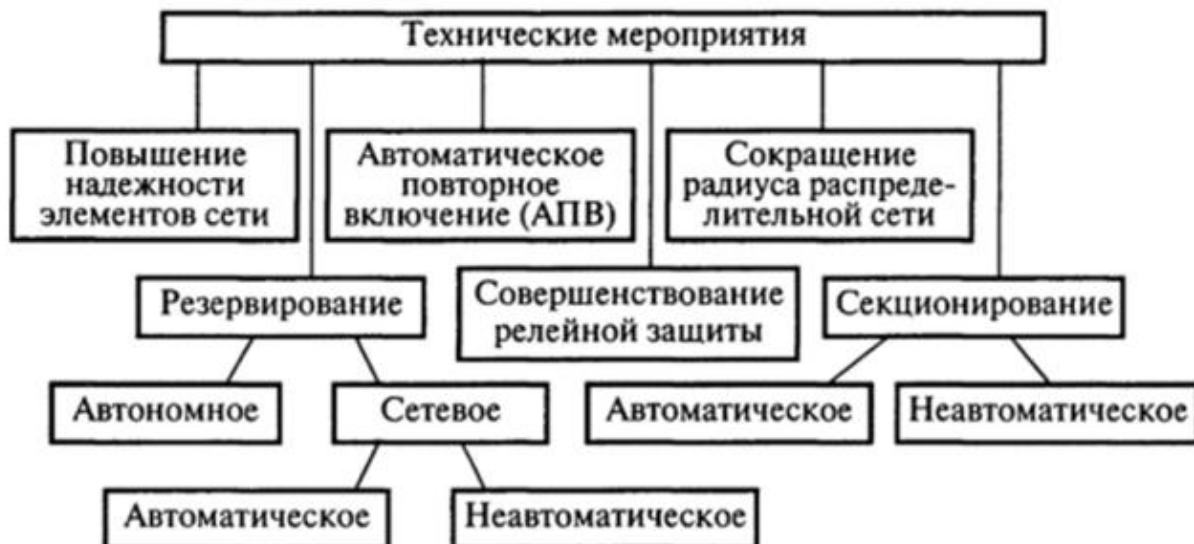 Технические мероприятия
Повышение
надежности
элементов сети
Автоматическое
повторное
включение (АПВ)
Сокращение
радиуса распреде-
лительной сети
Резервирование
Совершенствование
релейной защиты
Секционирование
Автономное
Сетевое
Автоматическое
Неавтоматическое
Автоматическое
Неавтоматическое